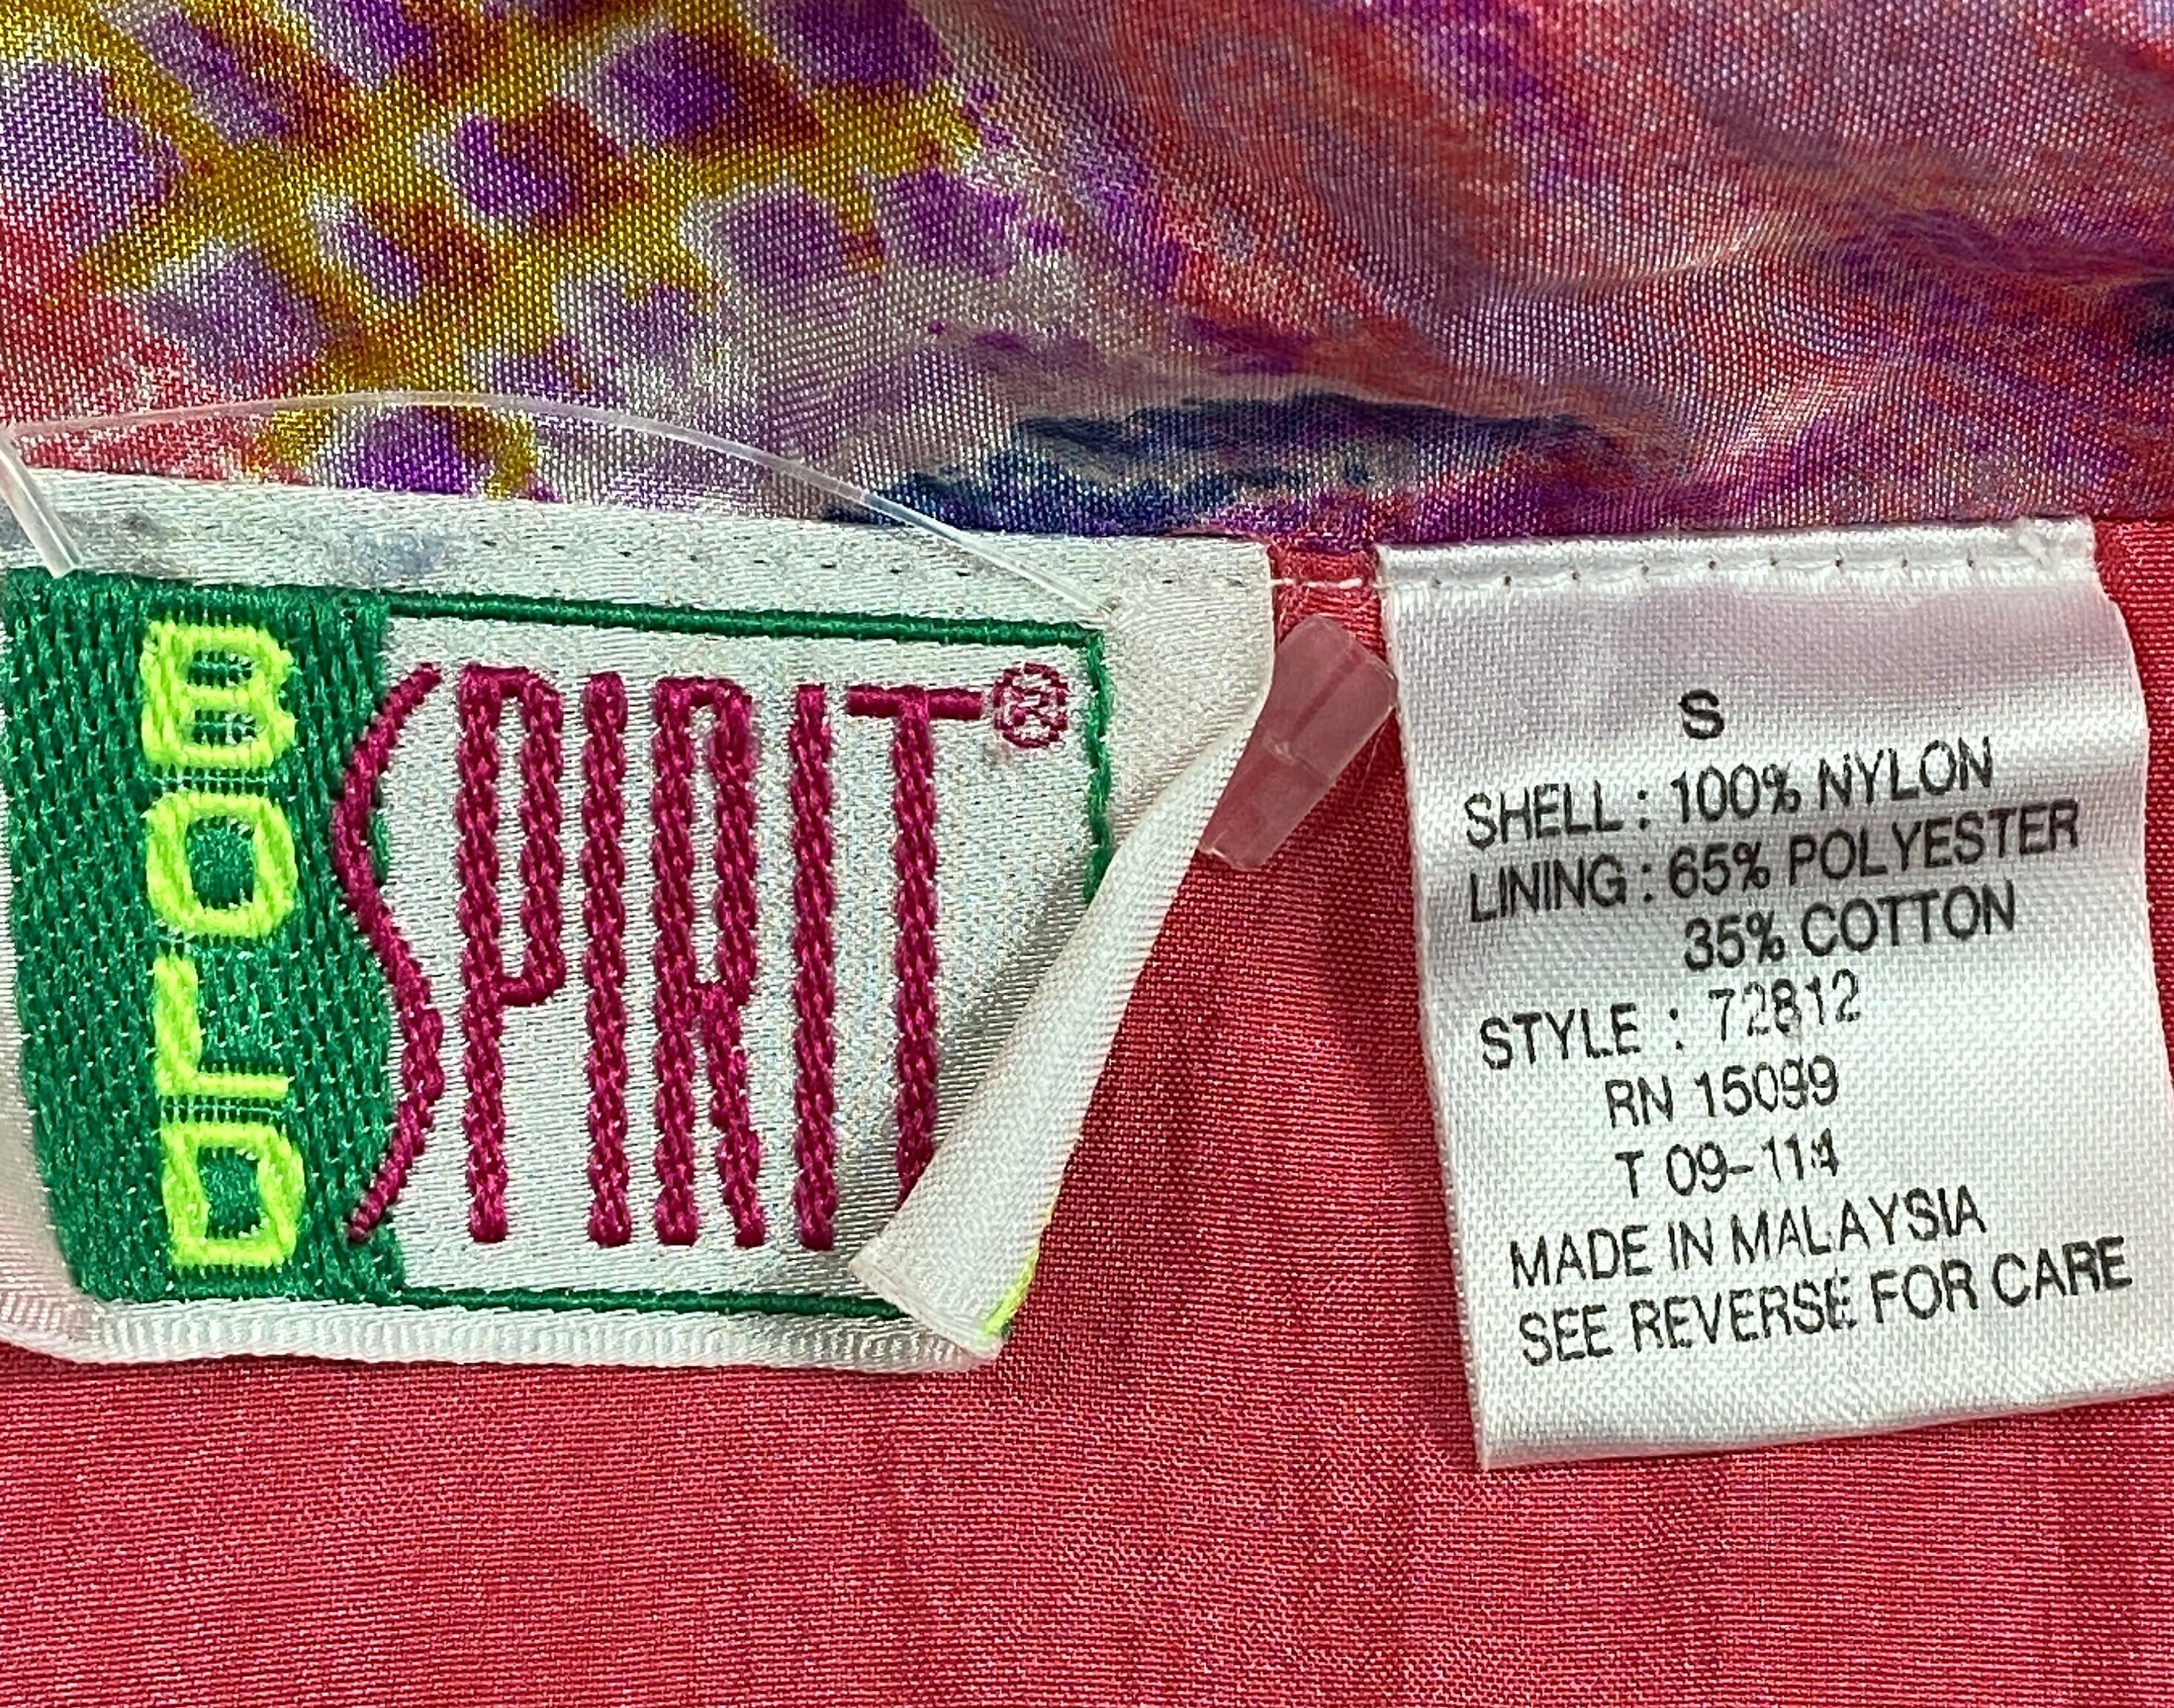 BOLD
SPIRIT®
S
SHELL : 100% NYLON
LINING : 65% POLYESTER
35% COTTON
STYLE : 72812
RN 15099
T 09-114
MADE IN MALAYSIA
SEE REVERSE FOR CARE